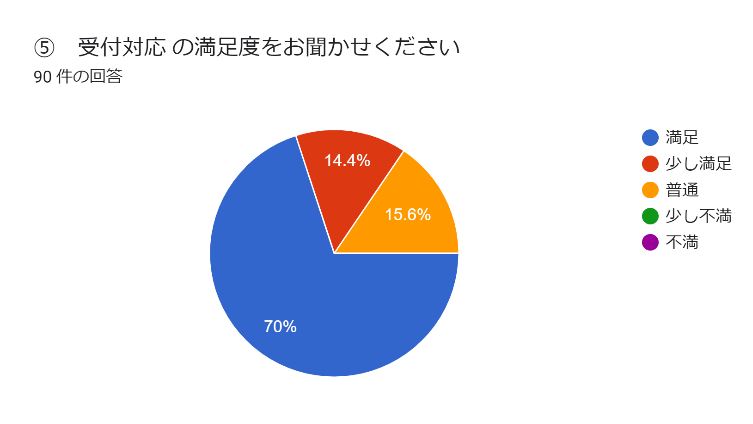 ⑤　受付対応 の満足度をお聞かせください
90 件の回答
満足
少し満足
普通
少し不満
不満
14.4%
15.6%
70%